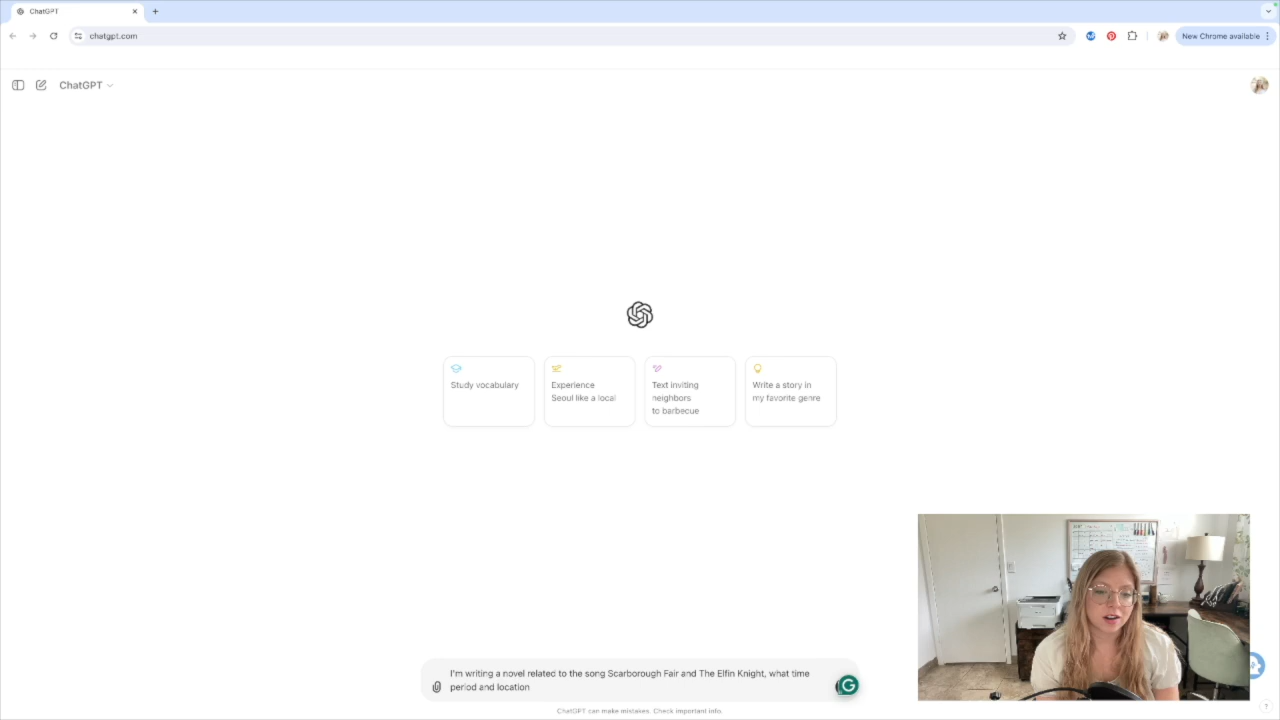 ChatGPT
chatgpt.com
New Chrome available
ChatGPT
Study vocabulary
Experience
Seoul like a local
Text inviting
neighbors
to barbecue
Write a story in
my favorite genre
I'm writing a novel related to the song Scarborough Fair and The Elfin Knight, what time
period and location
ChatGPT can make mistakes. Check important info.
?